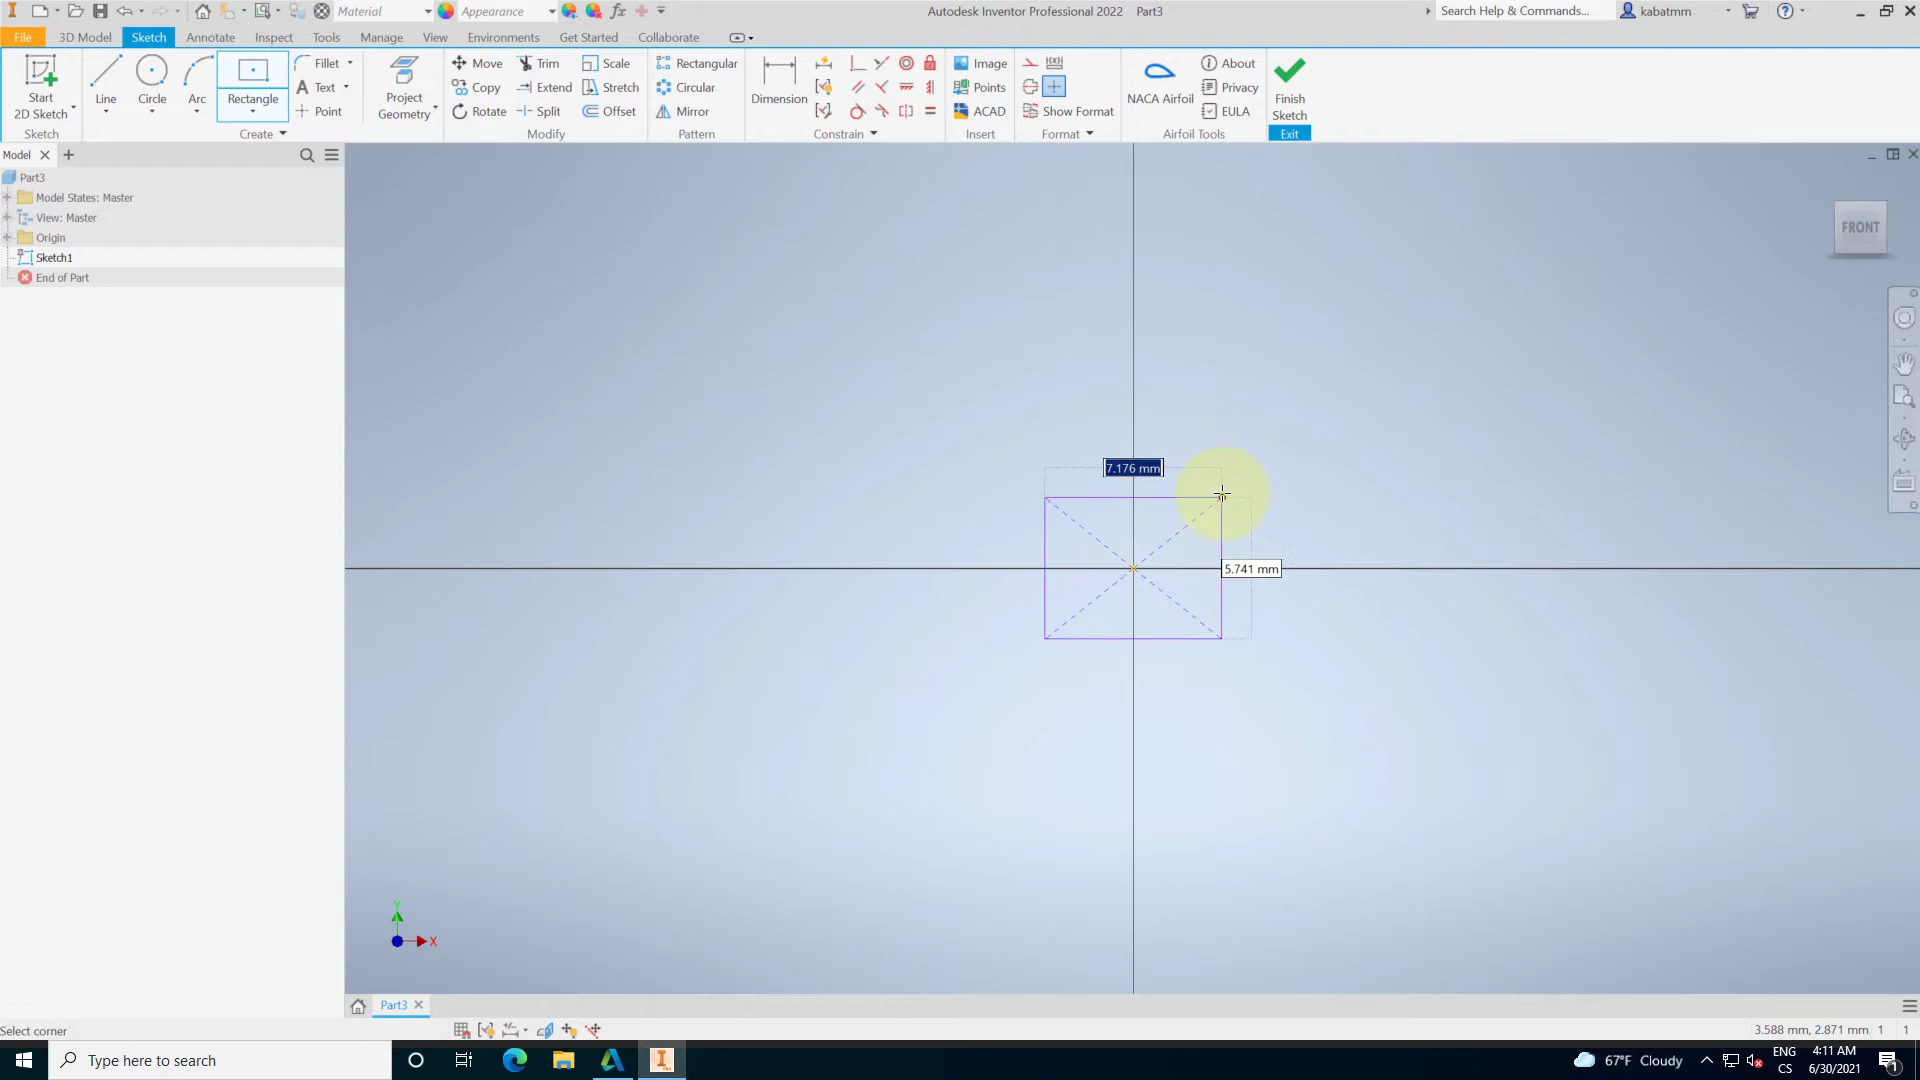 Material
Appearance
Autodesk Inventor Professional 2022 Part3
Search Help & Commands...
kabatmm
File
3D Model
Sketch
Annotate
Inspect
Tools
Manage
View
Environments
Get Started
Collaborate
Start
2D Sketch
Line
Circle
Arc
Rectangle
Fillet
Text
Point
Project
Geometry
Move
Copy
Rotate
Trim
Extend
Split
Scale
Stretch
Offset
Rectangular
Circular
Mirror
Dimension
Image
Points
ACAD
Show Format
NACA Airfoil
About
Privacy
EULA
Finish
Sketch
Sketch
Create
Modify
Pattern
Constrain
Insert
Format
Airfoil Tools
Exit
Model
Part3
Model States: Master
View: Master
Origin
Sketch1
End of Part
FRONT
7.176 mm
5.741 mm
Y
X
Part3
Select corner
3.588 mm, 2.871 mm 1 1
Type here to search
67°F Cloudy
ENG
CS
4:11 AM
6/30/2021
1